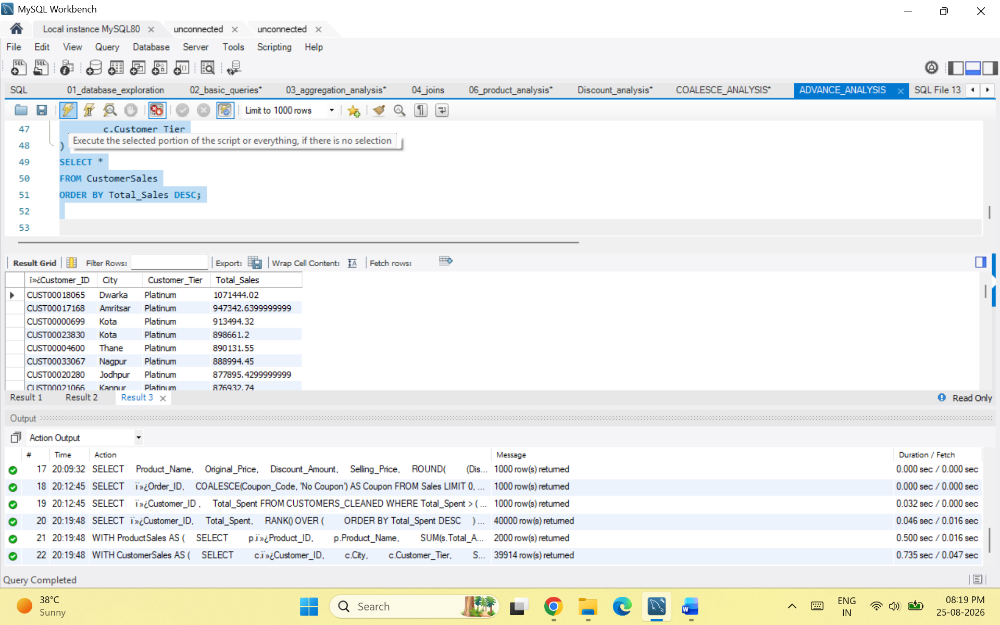 MySQL Workbench
Local instance MySQL80
unconnected
unconnected
File Edit View Query Database Server Tools Scripting Help
SQL 01_database_exploration 02_basic_queries* 03_aggregation_analysis* 04_joins 06_product_analysis* Discount_analysis* COALESCE_ANALYSIS* ADVANCE_ANALYSIS SQL File 13
Limit to 1000 rows
47 c.Customer_Tier
Execute the selected portion of the script or everything, if there is no selection
48 )
49 SELECT *
50 FROM CustomerSales
51 ORDER BY Total_Sales DESC;
52
53
Result Grid Filter Rows: Export: Wrap Cell Content: Fetch rows:
ï»¿Customer_ID City Customer_Tier Total_Sales
CUST00018065 Dwarka Platinum 1071444.02
CUST00017168 Amritsar Platinum 947342.6399999999
CUST00000699 Kota Platinum 913494.32
CUST00023830 Kota Platinum 898661.2
CUST00004600 Thane Platinum 890131.55
CUST00033067 Nagpur Platinum 888994.45
CUST00020280 Jodhpur Platinum 877895.4299999999
CUST00021066 Kanpur Platinum 876932.74
Result 1 Result 2 Result 3 Read Only
Output
Action Output
# Time Action Message Duration / Fetch
17 20:09:32 SELECT Product_Name, Original_Price, Discount_Amount, Selling_Price, ROUND( (Dis... 1000 row(s) returned 0.000 sec / 0.000 sec
18 20:12:45 SELECT ï»¿Order_ID, COALESCE(Coupon_Code, 'No Coupon') AS Coupon FROM Sales LIMIT 0, ... 1000 row(s) returned 0.000 sec / 0.000 sec
19 20:12:45 SELECT ï»¿Customer_ID , Total_Spent FROM CUSTOMERS_CLEANED WHERE Total_Spent > ( ... 1000 row(s) returned 0.032 sec / 0.000 sec
20 20:19:48 SELECT ï»¿Customer_ID, Total_Spent, RANK() OVER ( ORDER BY Total_Spent DESC ) ... 40000 row(s) returned 0.046 sec / 0.016 sec
21 20:19:48 WITH ProductSales AS ( SELECT p.ï»¿Product_ID, p.Product_Name, SUM(s.Total_A... 2000 row(s) returned 0.500 sec / 0.016 sec
22 20:19:48 WITH CustomerSales AS ( SELECT c.ï»¿Customer_ID, c.City, c.Customer_Tier, S... 39914 row(s) returned 0.735 sec / 0.047 sec
Query Completed
38°C
Sunny
Search
ENG
IN
08:19 PM
25-08-2026